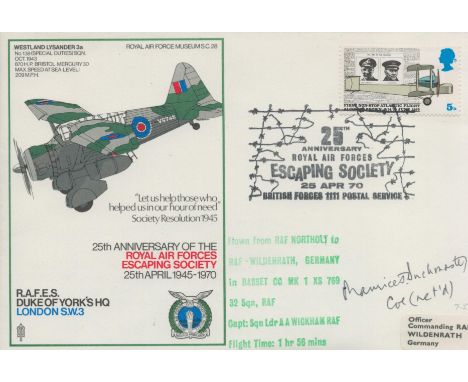 WESTLAND LYSANDER 3a
No. 138 (SPECIAL DUTIES) SQN.
OCT. 1943
870 H.P. BRISTOL MERCURY 30
MAX. SPEED AT SEA LEVEL:
209 M.P.H.
ROYAL AIR FORCE MUSEUM S.C. 28
"Let us help those who
helped us in our hour of need"
Society Resolution 1945
25th ANNIVERSARY OF THE
ROYAL AIR FORCES
ESCAPING SOCIETY
25th APRIL 1945-1970
R.A.F.E.S.
DUKE OF YORK'S HQ
LONDON S.W.3
5d
25TH
ANNIVERSARY
ROYAL AIR FORCES
ESCAPING SOCIETY
25 APR 70
BRITISH FORCES 1111 POSTAL SERVICE
Flown from RAF NORTHOLT to
RAF - WILDENRATH, GERMANY
in BASSET CC MK 1 XS 769
32 Sqn, RAF
Capt: Sqn Ldr A A WICKHAM RAF
Flight Time: 1 hr 56 mins
Maurice
(ret'd)
Officer
Commanding RA
WILDENRATH
Germany